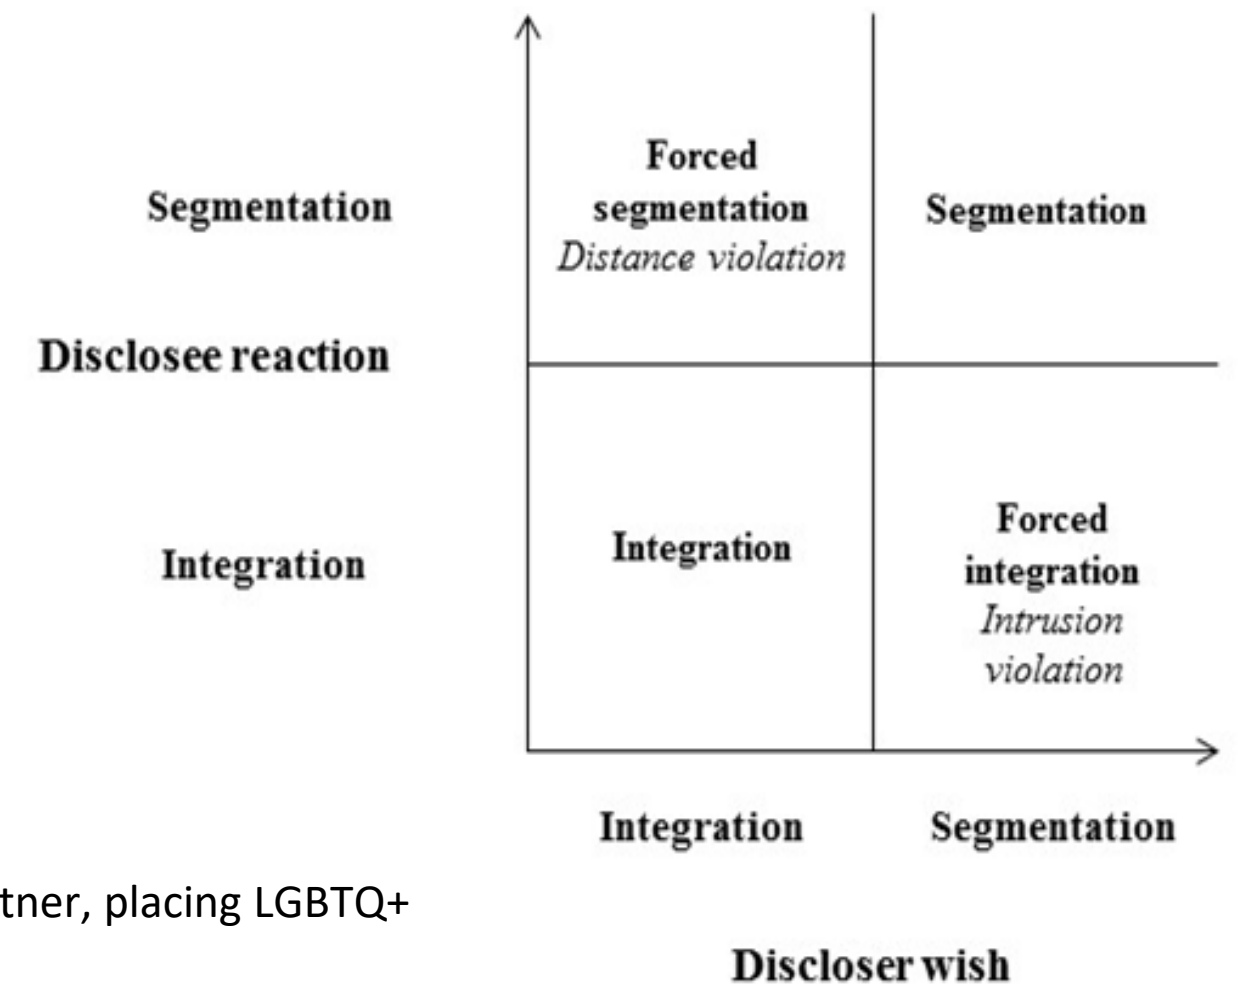 Forced
segmentation
Distance violation
Segmentation
Segmentation
Disclosee reaction
Integration
Integration
Forced
integration
Intrusion
violation
Integration
Segmentation
tner, placing LGBTQ+
Discloser wish